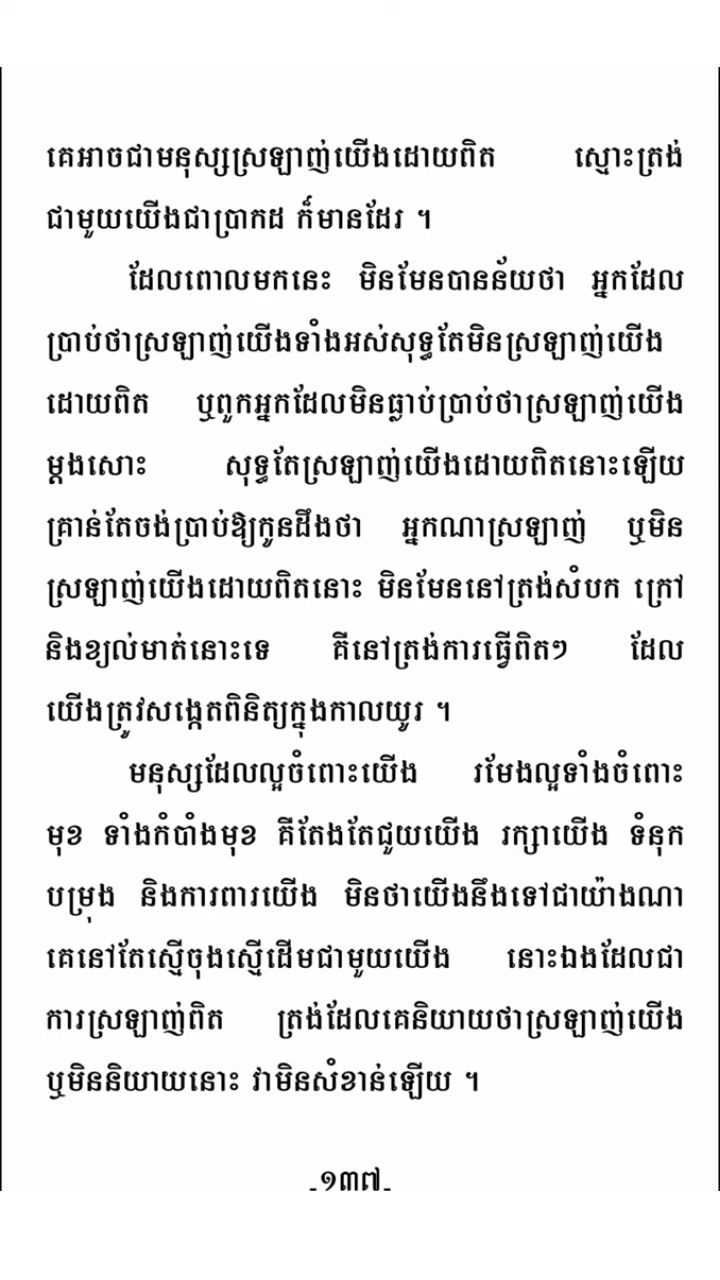 គេអាចជាមនុស្សស្រឡាញ់យើងដោយពិត ស្មោះត្រង់
ជាមួយយើងជាប្រាកដ ក៏មានដែរ ។
ដែលពោលមកនេះ មិនមែនបានន័យថា អ្នកដែល
ប្រាប់ថាស្រឡាញ់យើងទាំងអស់សុទ្ធតែមិនស្រឡាញ់យើង
ដោយពិត ឬពួកអ្នកដែលមិនធ្លាប់ប្រាប់ថាស្រឡាញ់យើង
ម្ដងសោះ សុទ្ធតែស្រឡាញ់យើងដោយពិតនោះឡើយ
គ្រាន់តែចង់ប្រាប់ឱ្យកូនដឹងថា អ្នកណាស្រឡាញ់ ឬមិន
ស្រឡាញ់យើងដោយពិតនោះ មិនមែននៅត្រង់សំបក ក្រៅ
និងខ្យល់មាត់នោះទេ គឺនៅត្រង់ការធ្វើពិតៗ ដែល
យើងត្រូវសង្កេតពិនិត្យក្នុងកាលយូរ ។
មនុស្សដែលល្អចំពោះយើង រមែងល្អទាំងចំពោះ
មុខ ទាំងកំបាំងមុខ គឺតែងតែជួយយើង រក្សាយើង ទំនុក
បម្រុង និងការពារយើង មិនថាយើងនឹងទៅជាយ៉ាងណា
គេនៅតែស្មើចុងស្មើដើមជាមួយយើង នោះឯងដែលជា
ការស្រឡាញ់ពិត ត្រង់ដែលគេនិយាយថាស្រឡាញ់យើង
ឬមិននិយាយនោះ វាមិនសំខាន់ឡើយ ។
-១៣៧-